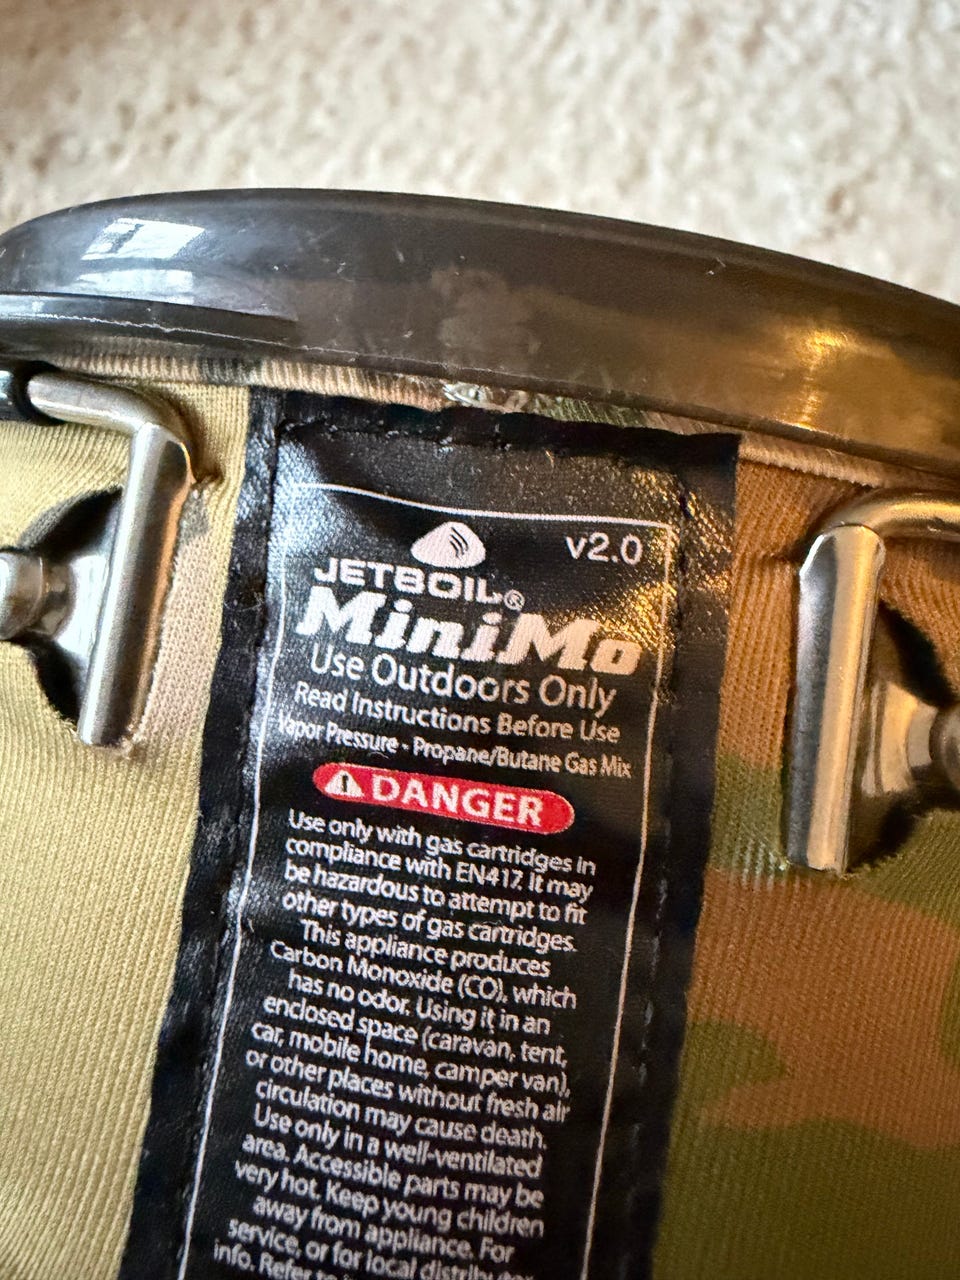 v2.0
JETBOIL®
MiniMo
Use Outdoors Only
Read Instructions Before Use
Vapor Pressure - Propane/Butane Gas Mix
DANGER
Use only with gas cartridges in
compliance with EN417. It may
be hazardous to attempt to fit
other types of gas cartridges.
This appliance produces
Carbon Monoxide (CO), which
has no odor. Using it in an
enclosed space (caravan, tent,
car, mobile home, camper van),
or other places without fresh air
circulation may cause death.
Use only in a well-ventilated
area. Accessible parts may be
very hot. Keep young children
away from appliance. For
service, or for local distributor
info. Refer to